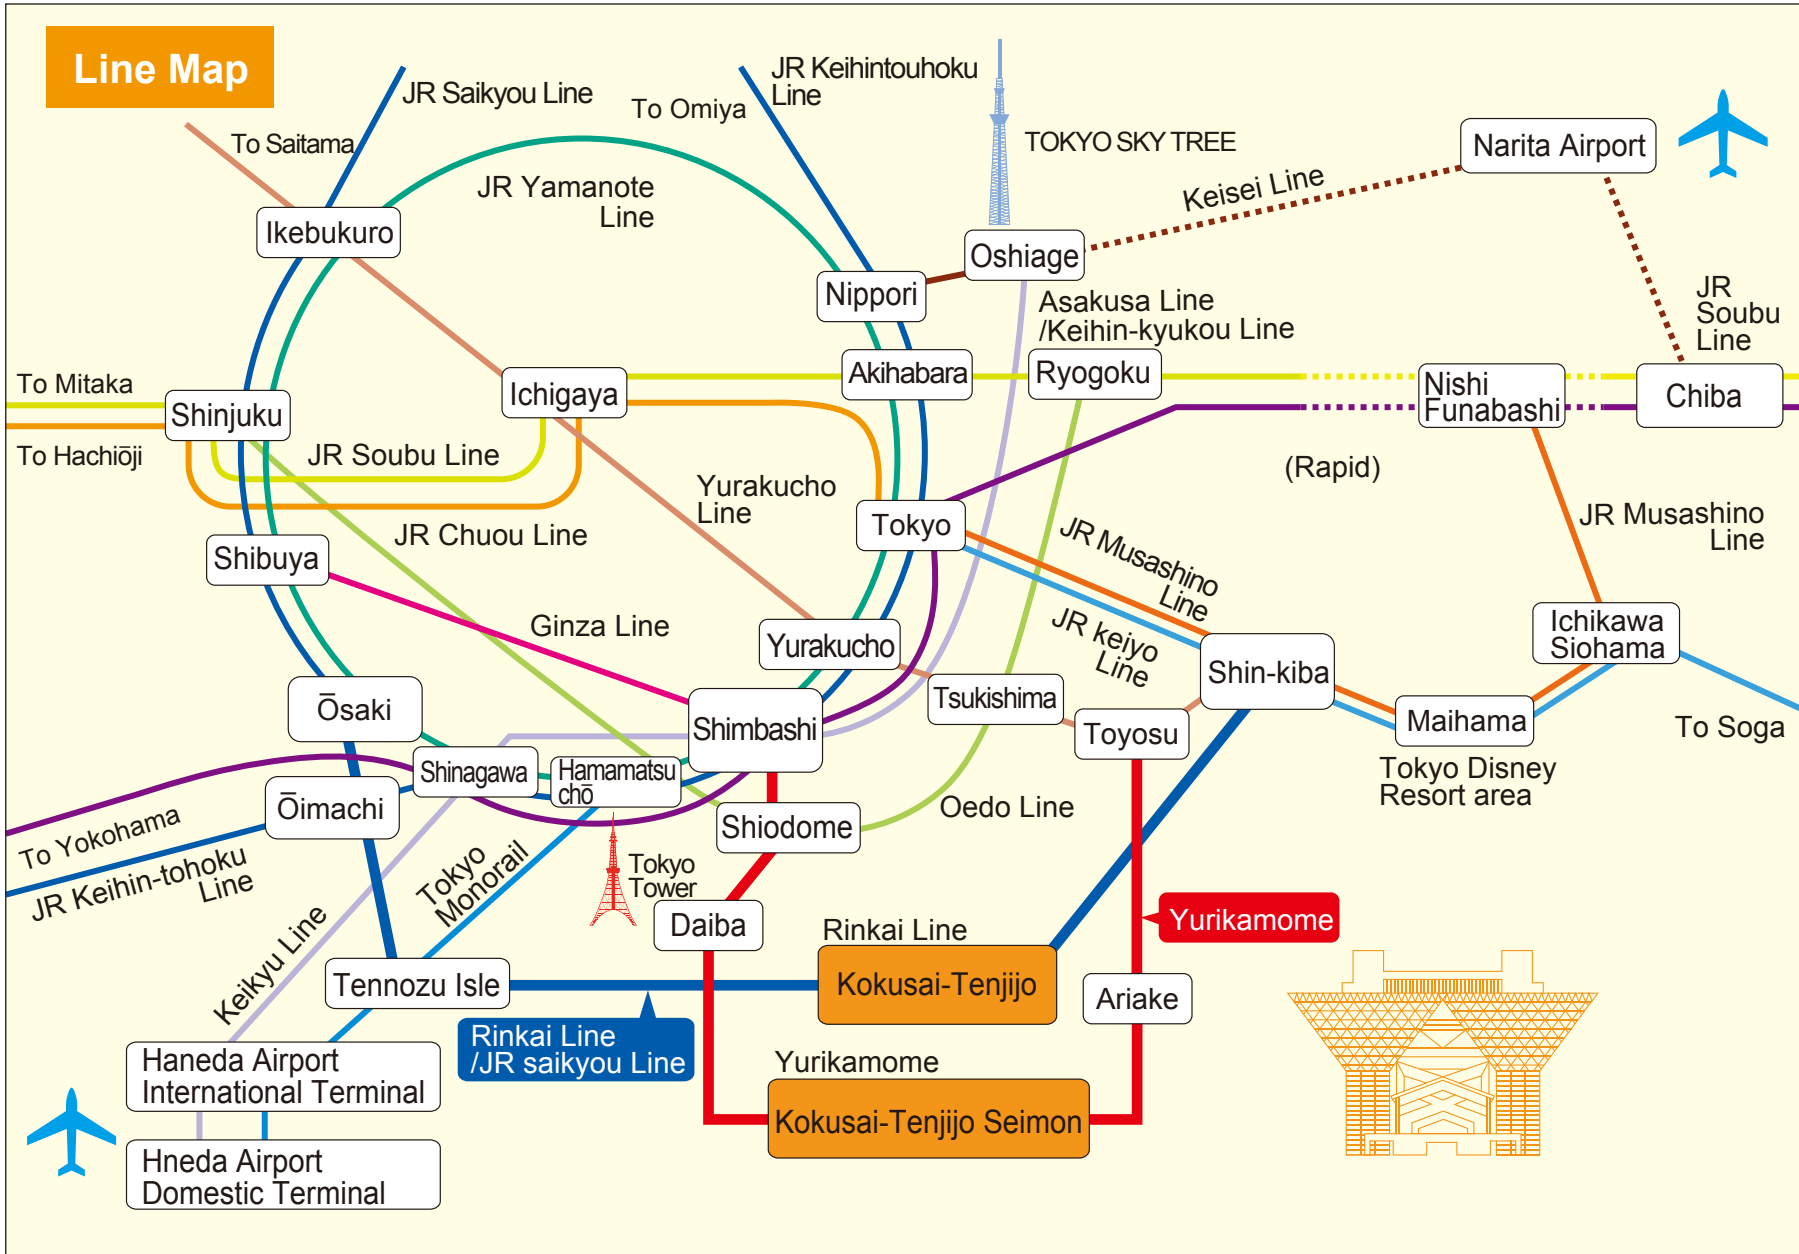 Line Map
JR Saikyou Line
To Omiya
JR Keihintouhoku
Line
TOKYO SKY TREE
Narita Airport
To Saitama
JR Yamanote
Line
Keisei Line
Ikebukuro
Oshiage
Nippori
Asakusa Line
/Keihin-kyukou Line
JR
Soubu
Line
To Mitaka
Shinjuku
Ichigaya
Akihabara
Ryogoku
Nishi
Funabashi
Chiba
To Hachiōji
JR Soubu Line
Yurakucho
Line
(Rapid)
JR Chuou Line
Tokyo
JR Musashino
Line
JR Musashino
Line
Shibuya
Ginza Line
JR keiyo
Line
Yurakucho
Ichikawa
Siohama
Shin-kiba
Ōsaki
Shimbashi
Tsukishima
Toyosu
Maihama
To Soga
Shinagawa
Hamamatsu
chō
Tokyo Disney
Resort area
Ōimachi
Shiodome
Oedo Line
To Yokohama
JR Keihin-tohoku
Line
Tokyo
Monorail
Tokyo
Tower
Keikyu Line
Daiba
Rinkai Line
Yurikamome
Tennozu Isle
Kokusai-Tenjijo
Ariake
Rinkai Line
/JR saikyou Line
Haneda Airport
International Terminal
Yurikamome
Kokusai-Tenjijo Seimon
Hneda Airport
Domestic Terminal